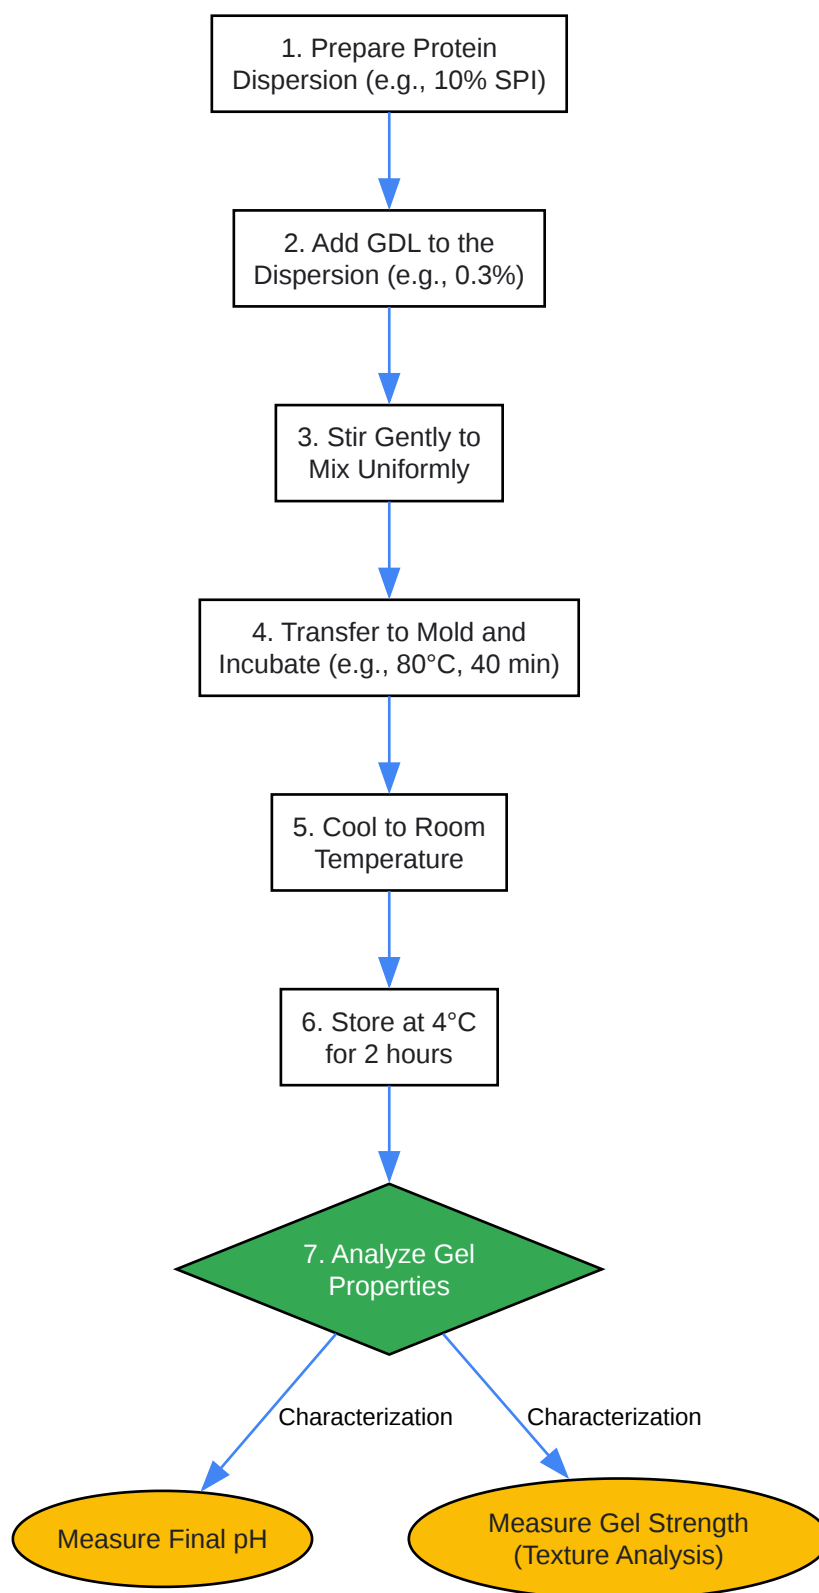 1. Prepare Protein
Dispersion (e.g., 10% SPI)
2. Add GDL to the
Dispersion (e.g., 0.3%)
3. Stir Gently to
Mix Uniformly
4. Transfer to Mold and
Incubate (e.g., 80°C, 40 min)
5. Cool to Room
Temperature
6. Store at 4°C
for 2 hours
7. Analyze Gel
Properties
Characterization
Characterization
Measure Final pH
Measure Gel Strength
(Texture Analysis)